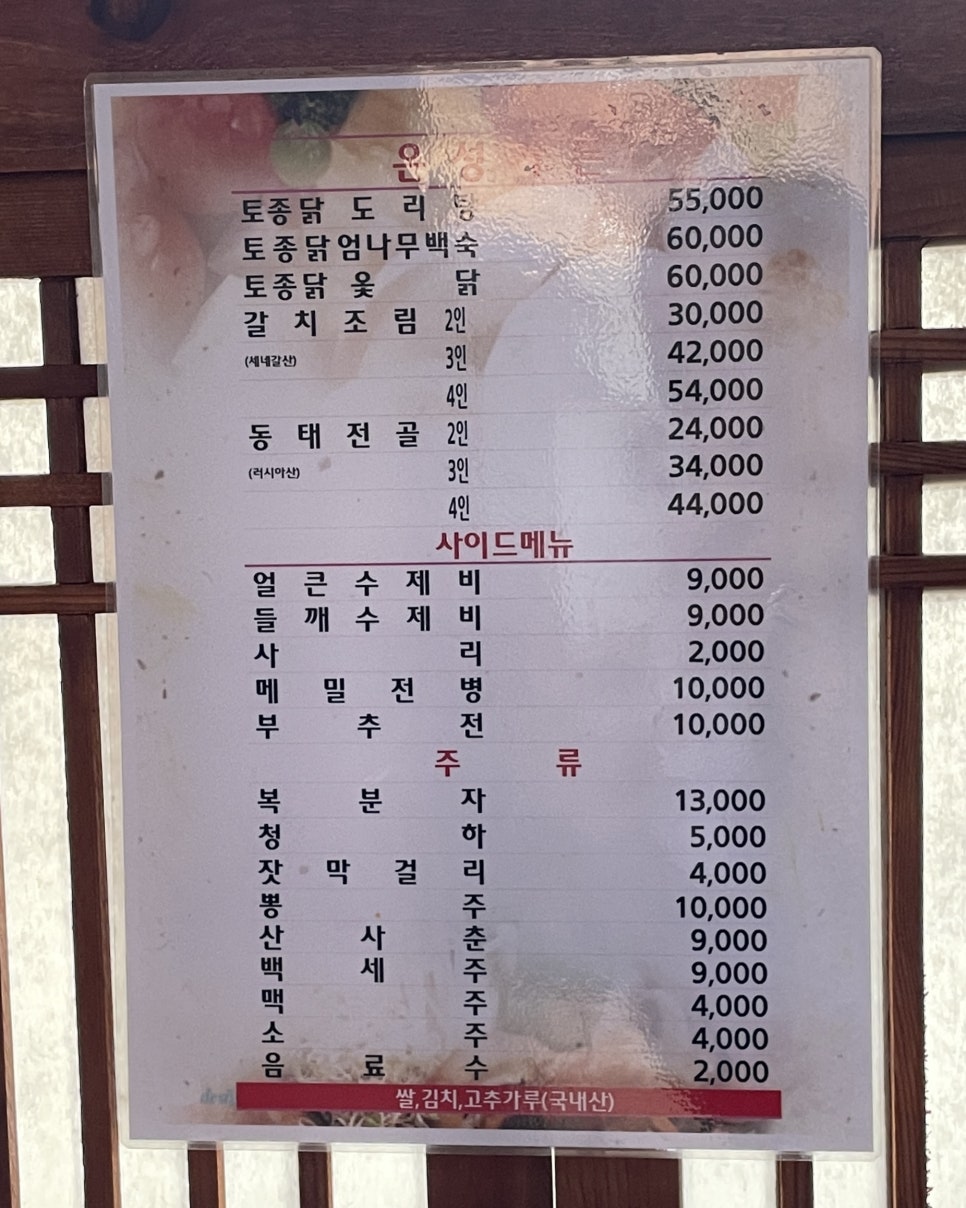 토종닭 도 리 탕 55,000
토종닭엄나무백숙 60,000
토종닭 옻 닭 60,000
갈 치 조 림 2인 30,000
(세네갈산) 3인 42,000
4인 54,000
동 태 전 골 2인 24,000
(러시아산) 3인 34,000
4인 44,000
사이드메뉴
얼 큰 수 제 비 9,000
들 깨 수 제 비 9,000
사 리 2,000
메 밀 전 병 10,000
부 추 전 10,000
주 류
복 분 자 13,000
청 하 5,000
잣 막 걸 리 4,000
뽕 주 10,000
산 사 춘 9,000
백 세 주 9,000
맥 주 4,000
소 주 4,000
음 료 수 2,000
쌀,김치,고추가루(국내산)